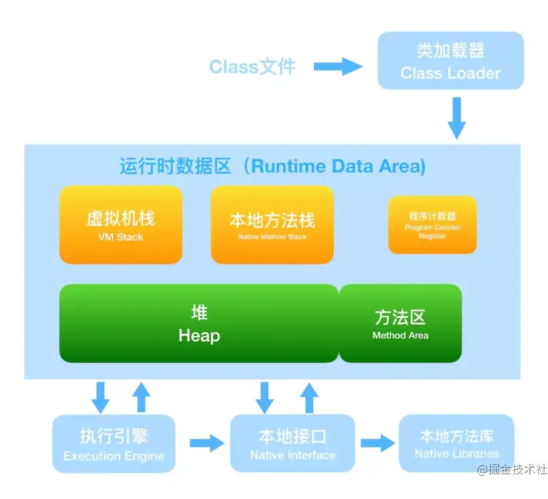 Class文件
类加载器
Class Loader
运行时数据区（Runtime Data Area)
虚拟机栈
VM Stack
本地方法栈
Native Method Stack
程序计数器
Program Counter
Register
堆
Heap
方法区
Method Area
执行引擎
Execution Engine
本地接口
Native Interface
本地方法库
Native Libraries
@掘金技术社